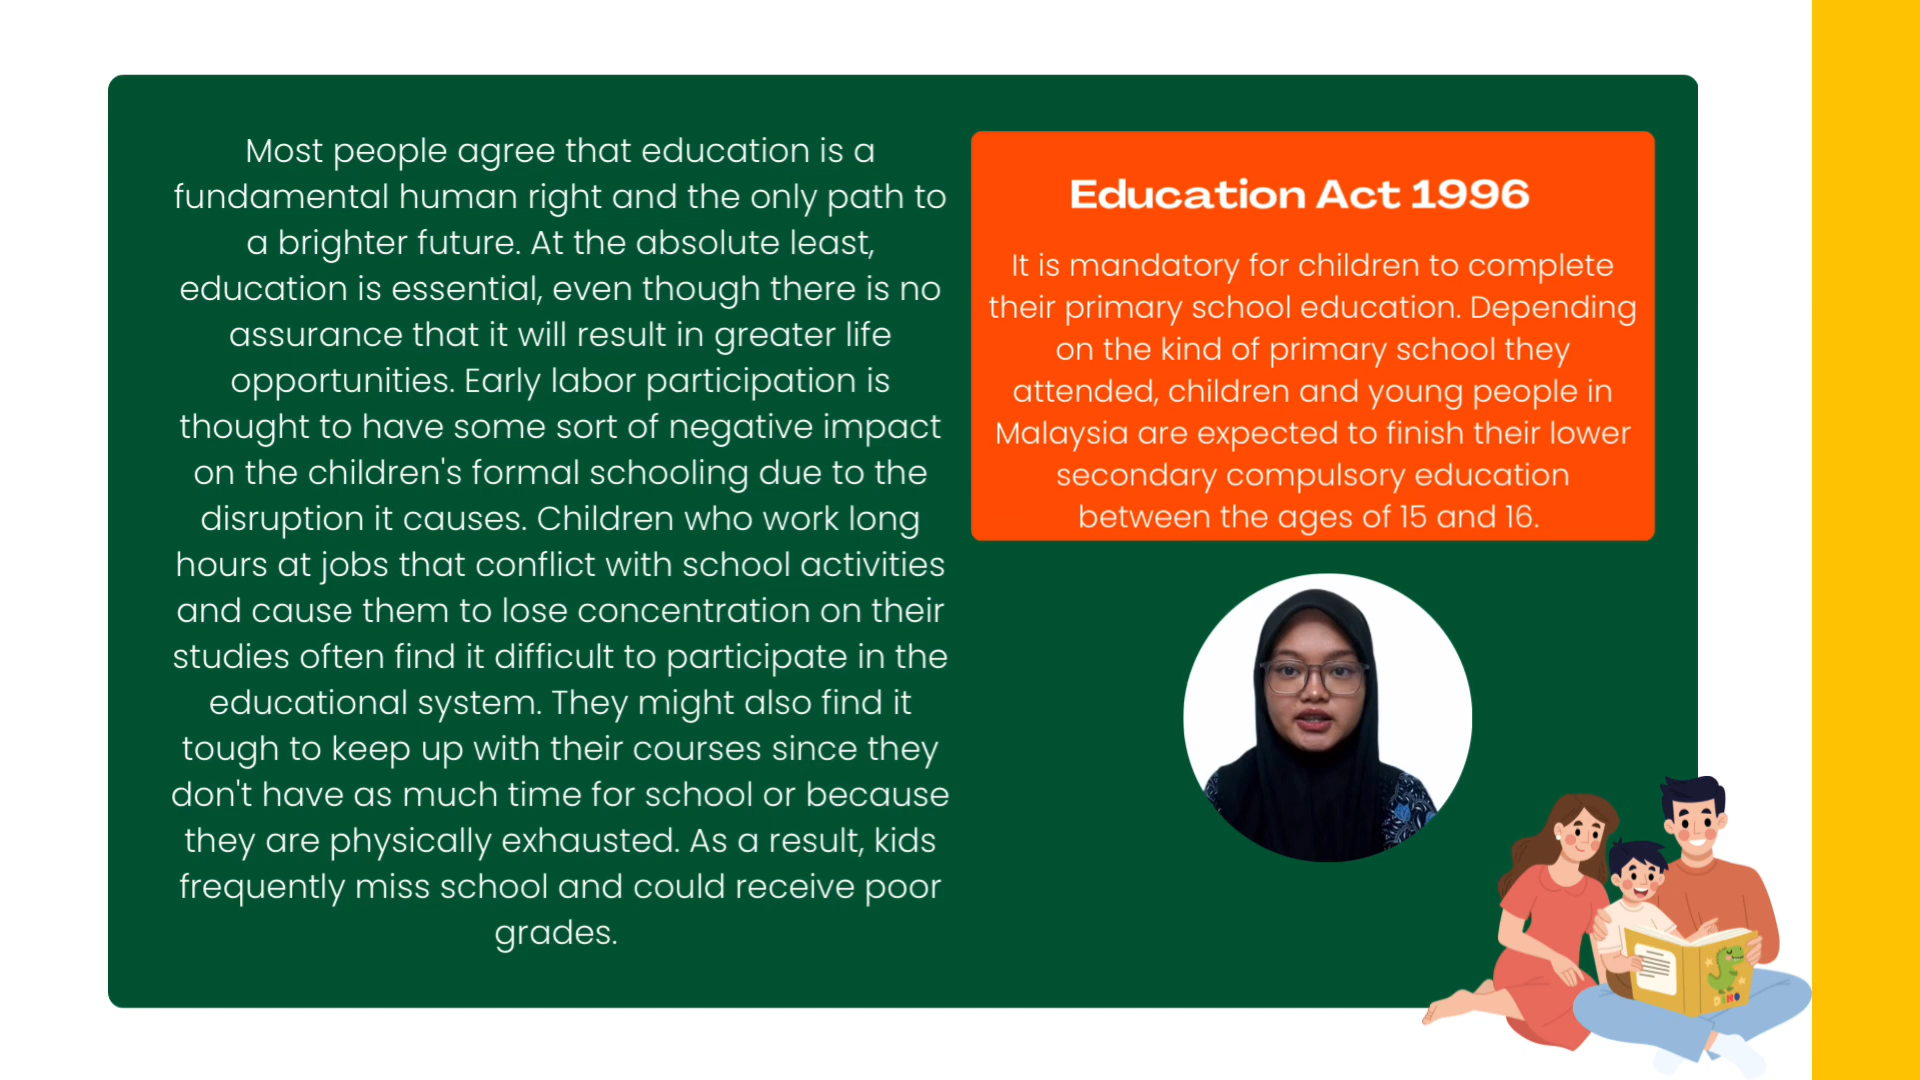 Most people agree that education is a
fundamental human right and the only path to
a brighter future. At the absolute least,
education is essential, even though there is no
assurance that it will result in greater life
opportunities. Early labor participation is
thought to have some sort of negative impact
on the children's formal schooling due to the
disruption it causes. Children who work long
hours at jobs that conflict with school activities
and cause them to lose concentration on their
studies often find it difficult to participate in the
educational system. They might also find it
tough to keep up with their courses since they
don't have as much time for school or because
they are physically exhausted. As a result, kids
frequently miss school and could receive poor
grades.
Education Act 1996
It is mandatory for children to complete
their primary school education. Depending
on the kind of primary school they
attended, children and young people in
Malaysia are expected to finish their lower
secondary compulsory education
between the ages of 15 and 16.
DINO